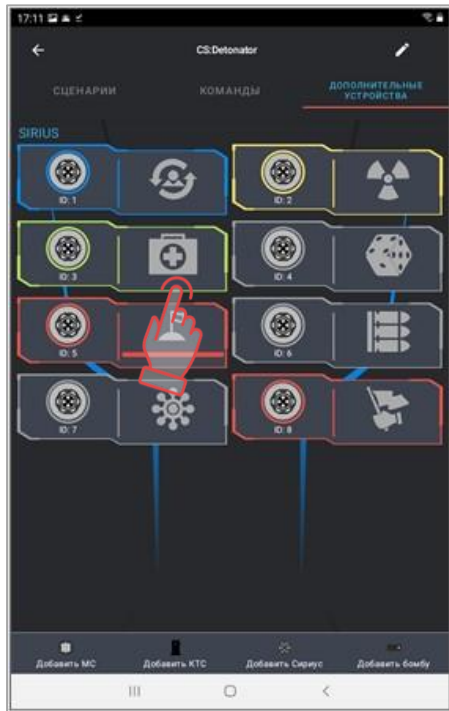 17:11
CS:Detonator
СЦЕНАРИИ
КОМАНДЫ
ДОПОЛНИТЕЛЬНЫЕ
УСТРОЙСТВА
SIRIUS
ID: 1
ID: 2
ID: 3
ID: 4
ID: 5
ID: 6
ID: 7
ID: 8
Добавить МС
Добавить КТС
Добавить Сириус
Добавить бомбу